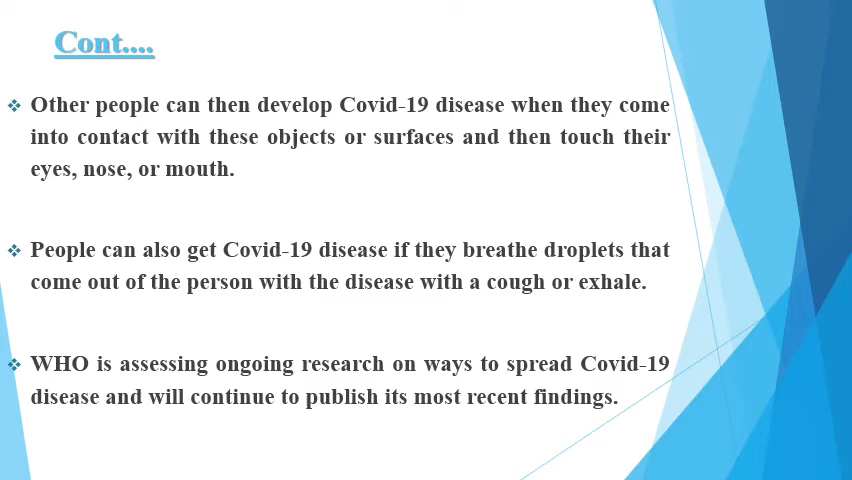 Cont....
Other people can then develop Covid-19 disease when they come
into contact with these objects or surfaces and then touch their
eyes, nose, or mouth.
People can also get Covid-19 disease if they breathe droplets that
come out of the person with the disease with a cough or exhale.
WHO is assessing ongoing research on ways to spread Covid-19
disease and will continue to publish its most recent findings.